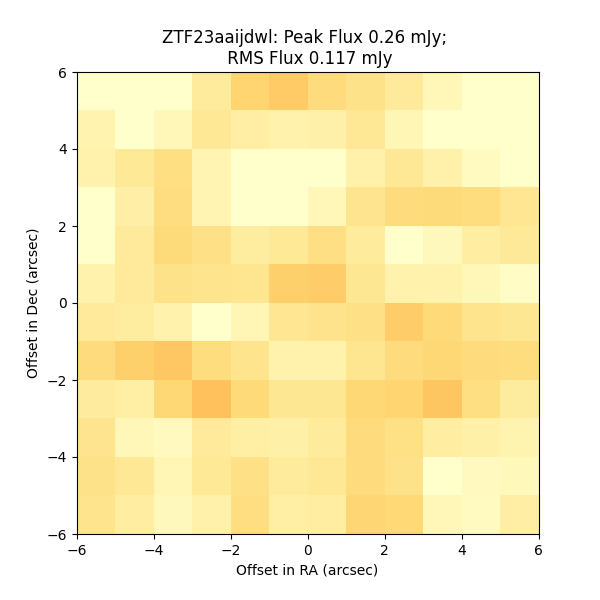 ZTF23aaijdwl: Peak Flux 0.26 mJy;
RMS Flux 0.117 mJy
6
4
2
0
−2
−4
−6
Offset in Dec (arcsec)
−6 −4 −2 0 2 4 6
Offset in RA (arcsec)